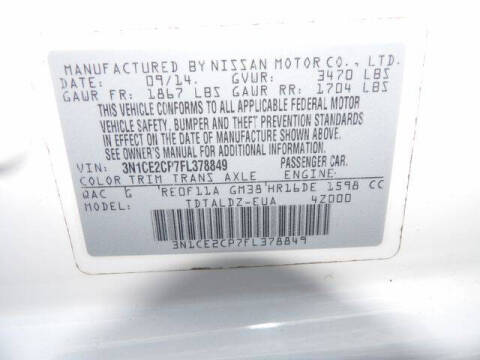 MANUFACTURED BY NISSAN MOTOR CO., LTD.
DATE: 09/14. GVWR: 3470 LBS
GAWR FR: 1867 LBS GAWR RR: 1704 LBS
THIS VEHICLE CONFORMS TO ALL APPLICABLE FEDERAL MOTOR
VEHICLE SAFETY, BUMPER AND THEFT PREVENTION STANDARDS
IN EFFECT ON THE DATE OF MANUFACTURE SHOWN ABOVE.
SEE OWNER'S MANUAL FOR ADDITIONAL INFORMATION.
VIN: 3N1CE2CP7FL378849 PASSENGER CAR.
COLOR TRIM TRANS AXLE ENGINE
QAC G RE0F11A GM38 HR16DE 1598 CC
TDTALDZ-EUA 4Z000
3N1CE2CP7FL378849